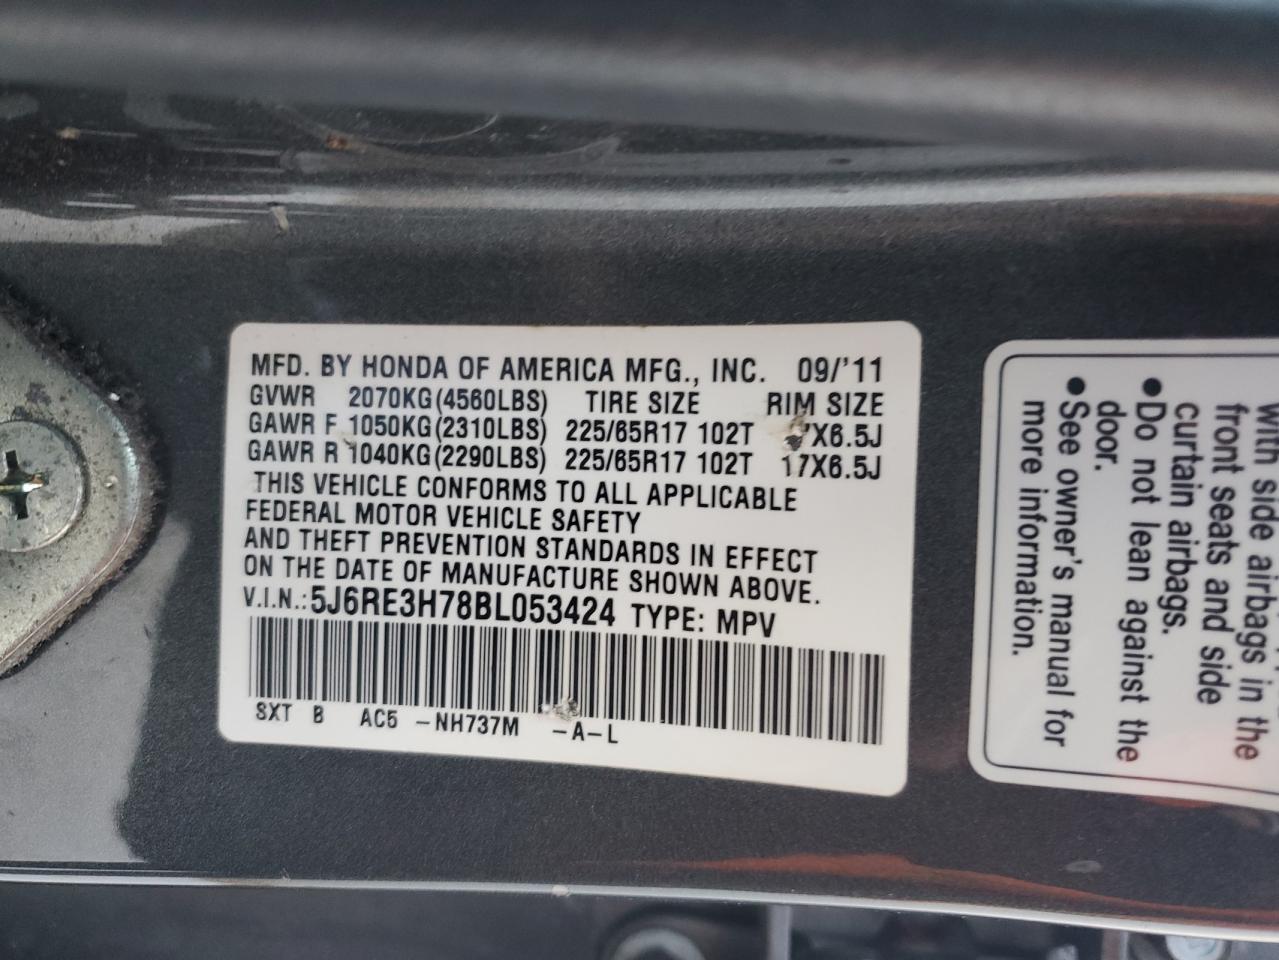 MFD. BY HONDA OF AMERICA MFG., INC. 09/'11
GVWR 2070KG(4560LBS) TIRE SIZE RIM SIZE
GAWR F 1050KG(2310LBS) 225/65R17 102T 7X6.5J
GAWR R 1040KG(2290LBS) 225/65R17 102T 17X6.5J
THIS VEHICLE CONFORMS TO ALL APPLICABLE
FEDERAL MOTOR VEHICLE SAFETY
AND THEFT PREVENTION STANDARDS IN EFFECT
ON THE DATE OF MANUFACTURE SHOWN ABOVE.
V.I.N.: 5J6RE3H78BL053424 TYPE: MPV
SXT B AC5 -NH737M -A-L
with side airbags in the
front seats and side
curtain airbags.
●Do not lean against the
door.
●See owner's manual for
more information.